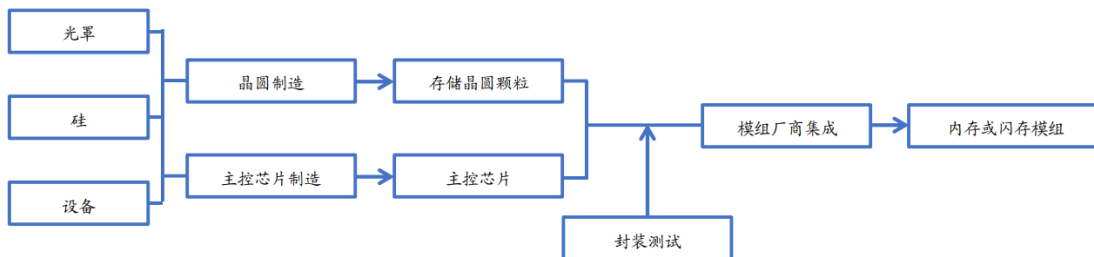 光罩
硅
设备
晶圆制造
存储晶圆颗粒
主控芯片制造
主控芯片
封装测试
模组厂商集成
内存或闪存模组